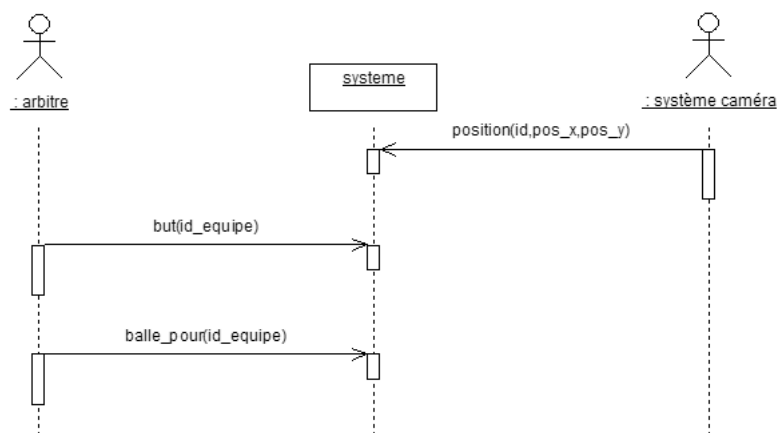 systeme
: arbitre
: système caméra
position(id,pos_x,pos_y)
but(id_equipe)
balle_pour(id_equipe)